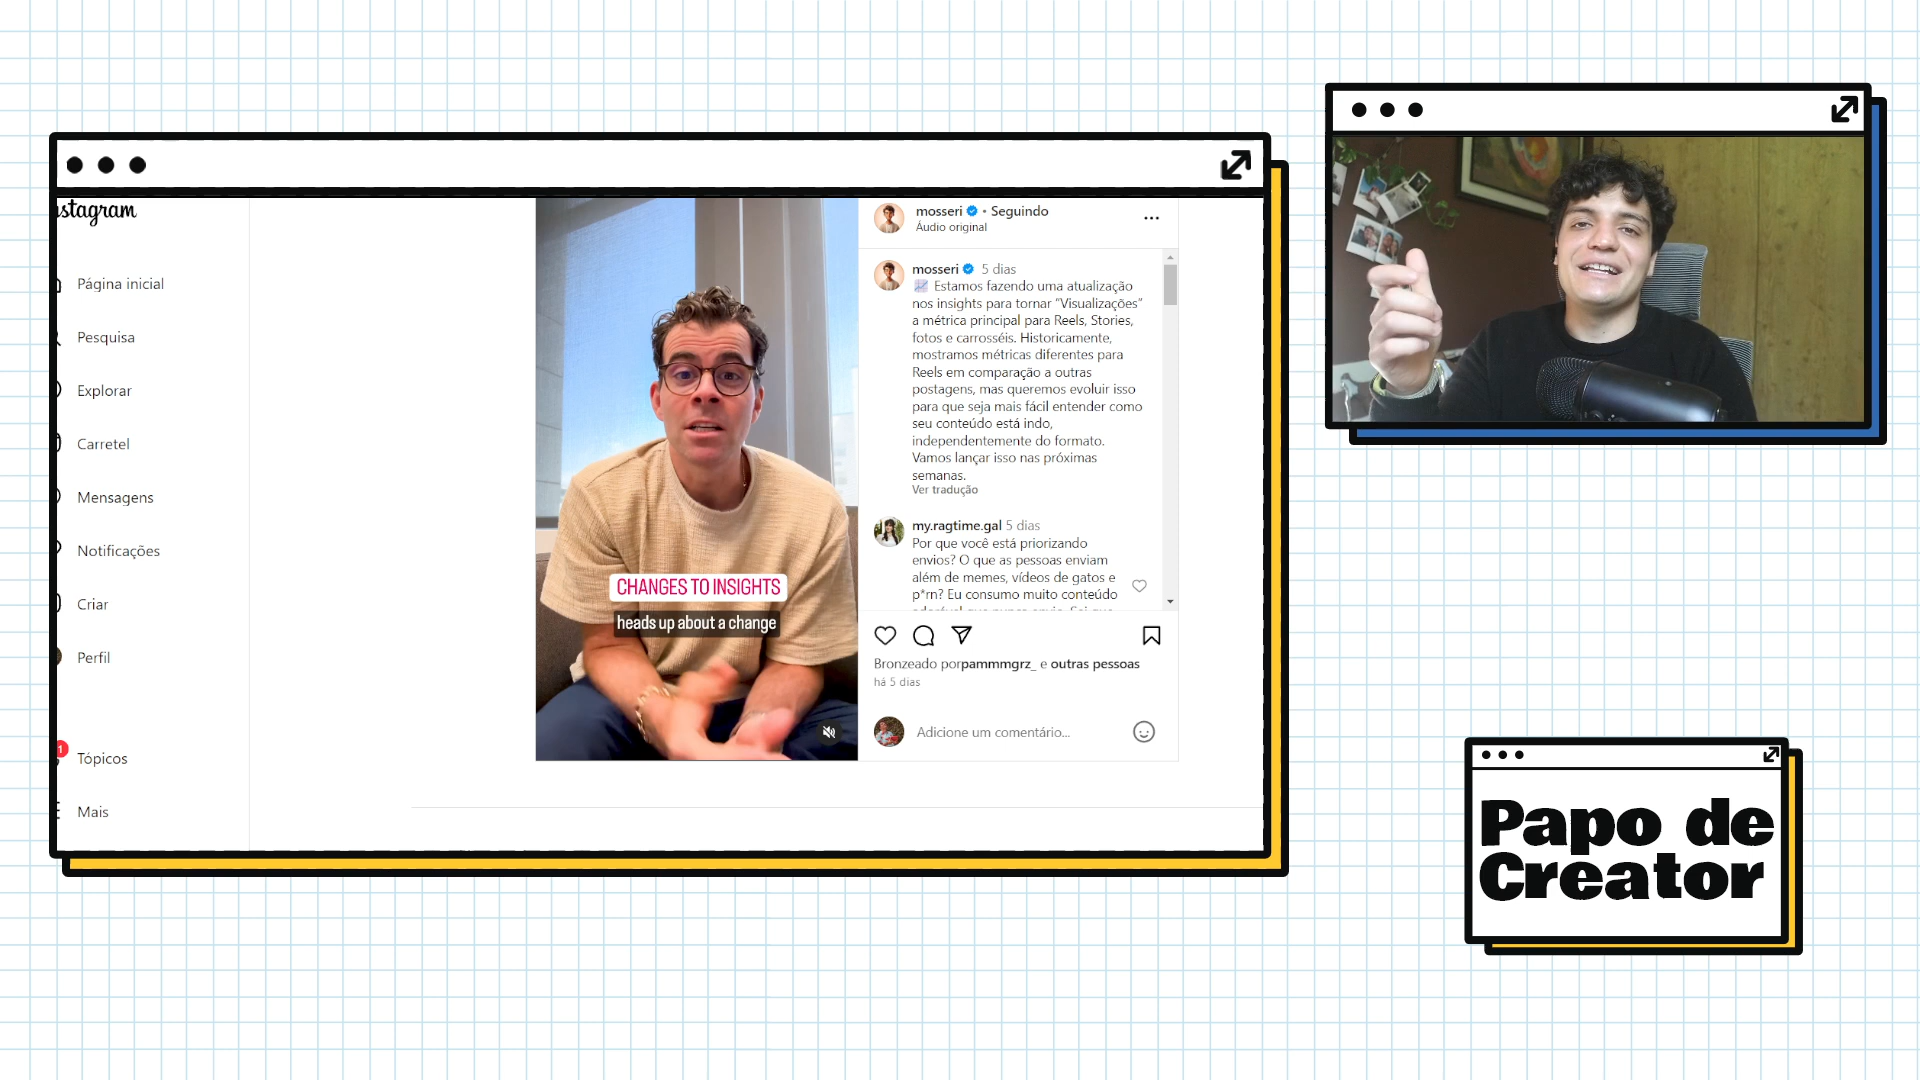 nstagram
Página inicial
Pesquisa
Explorar
Carretel
Mensagens
Notificações
Criar
Perfil
1
Tópicos
Mais
CHANGES TO INSIGHTS
heads up about a change
mosseri • Seguindo
Áudio original
mosseri 5 dias
Estamos fazendo uma atualização
nos insights para tornar “Visualizações”
a métrica principal para Reels, Stories,
fotos e carrosséis. Historicamente,
mostramos métricas diferentes para
Reels em comparação a outras
postagens, mas queremos evoluir isso
para que seja mais fácil entender como
seu conteúdo está indo,
independentemente do formato.
Vamos lançar isso nas próximas
semanas.
Ver tradução
my.ragtime.gal 5 dias
Por que você está priorizando
envios? O que as pessoas enviam
além de memes, vídeos de gatos e
p*rn? Eu consumo muito conteúdo
Bronzeado porpammmgrz_ e outras pessoas
há 5 dias
Adicione um comentário...
Papo de
Creator